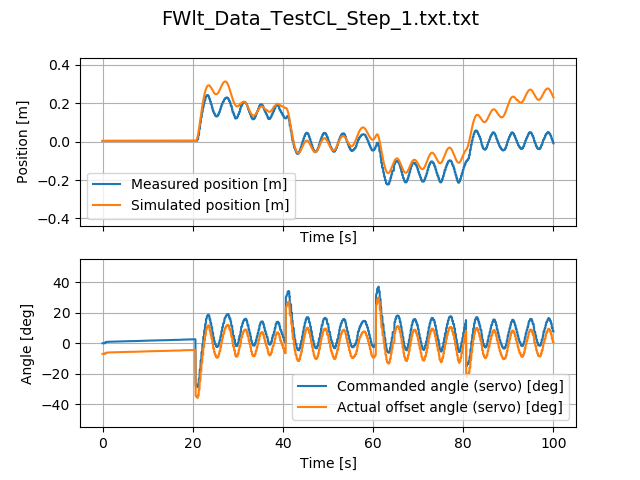 FWlt_Data_TestCL_Step_1.txt.txt
0.4
0.2
0.0
−0.2
−0.4
Position [m]
Measured position [m]
Simulated position [m]
Time [s]
40
20
0
−20
−40
Angle [deg]
Commanded angle (servo) [deg]
Actual offset angle (servo) [deg]
0 20 40 60 80 100
Time [s]